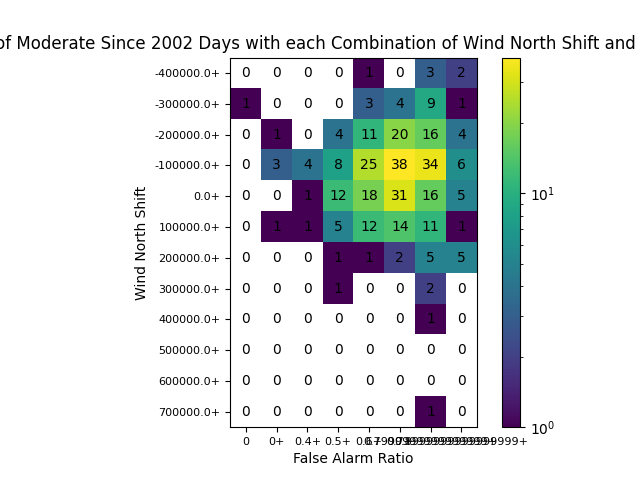 of Moderate Since 2002 Days with each Combination of Wind North Shift and
-400000.0+ 0 0 0 0 1 0 3 2
-300000.0+ 1 0 0 0 3 4 9 1
-200000.0+ 0 1 0 4 11 20 16 4
-100000.0+ 0 3 4 8 25 38 34 6
0.0+ 0 0 1 12 18 31 16 5
100000.0+ 0 1 1 5 12 14 11 1
200000.0+ 0 0 0 1 1 2 5 5
300000.0+ 0 0 0 1 0 0 2 0
400000.0+ 0 0 0 0 0 0 1 0
500000.0+ 0 0 0 0 0 0 0 0
600000.0+ 0 0 0 0 0 0 0 0
700000.0+ 0 0 0 0 0 0 1 0
0 0+ 0.4+ 0.5+
False Alarm Ratio
Wind North Shift
10^1
10^0